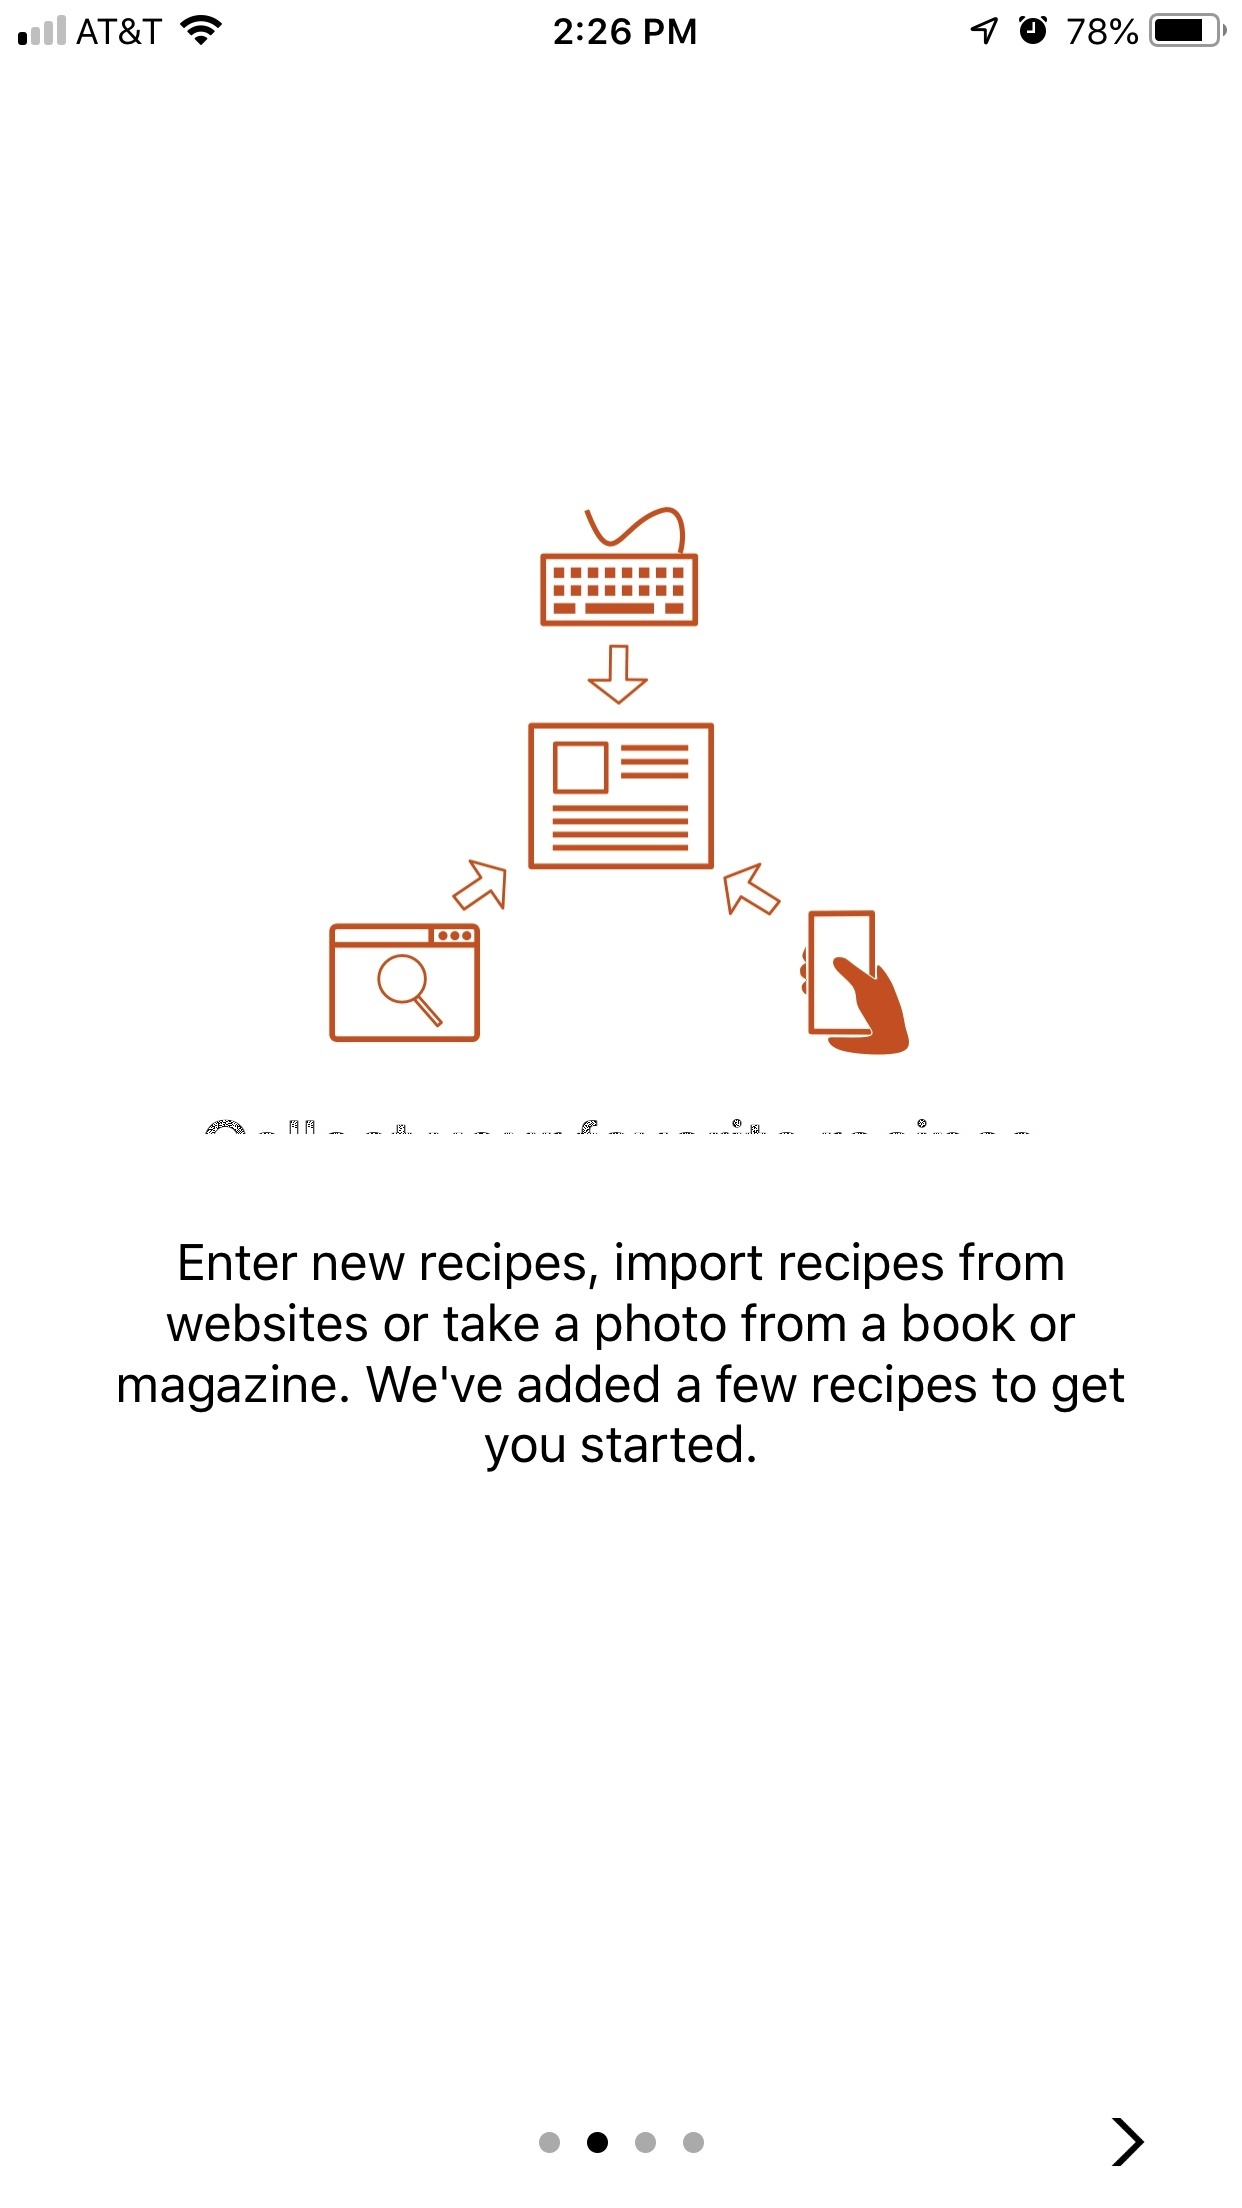 AT&T
2:26 PM
78%
Enter new recipes, import recipes from
websites or take a photo from a book or
magazine. We've added a few recipes to get
you started.